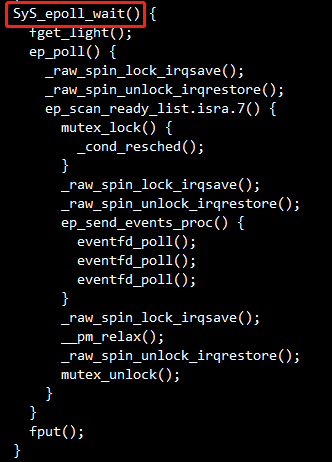 SyS_epoll_wait() {
  fget_light();
  ep_poll() {
    _raw_spin_lock_irqsave();
    _raw_spin_unlock_irqrestore();
    ep_scan_ready_list.isra.7() {
      mutex_lock() {
        _cond_resched();
      }
      _raw_spin_lock_irqsave();
      _raw_spin_unlock_irqrestore();
      ep_send_events_proc() {
        eventfd_poll();
        eventfd_poll();
        eventfd_poll();
      }
      _raw_spin_lock_irqsave();
      __pm_relax();
      _raw_spin_unlock_irqrestore();
      mutex_unlock();
    }
  }
  fput();
}